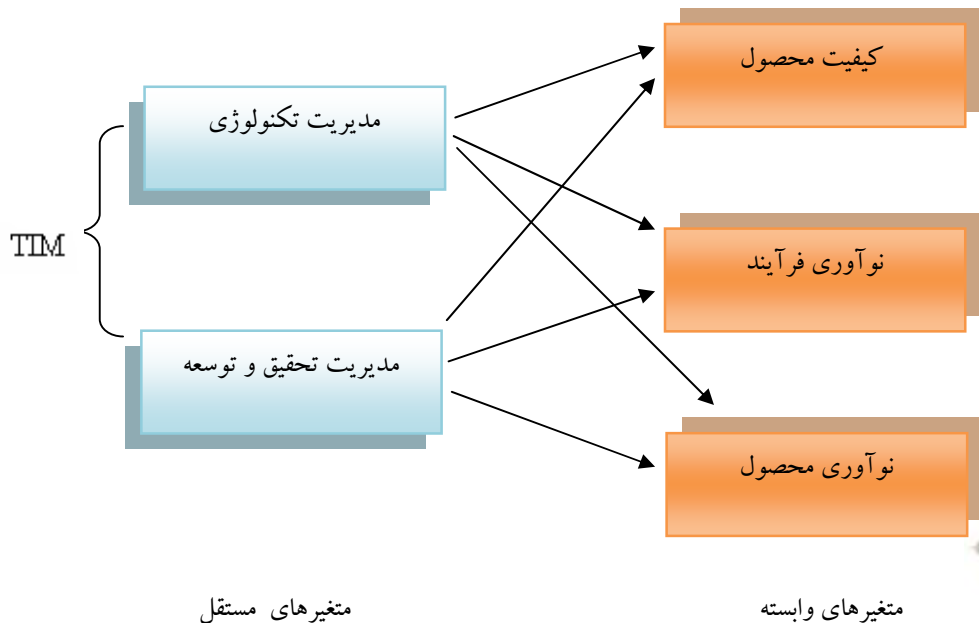 کیفیت محصول
مدیریت تکنولوژی
نوآوری فرآیند
TIM
مدیریت تحقیق و توسعه
نوآوری محصول
متغیرهای وابسته
متغیرهای مستقل